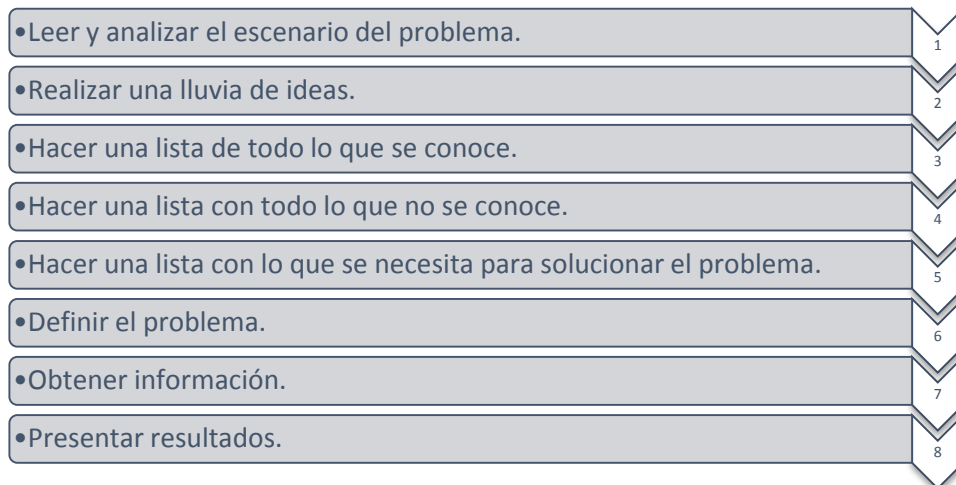 •Leer y analizar el escenario del problema.
1
•Realizar una lluvia de ideas.
2
•Hacer una lista de todo lo que se conoce.
3
•Hacer una lista con todo lo que no se conoce.
4
•Hacer una lista con lo que se necesita para solucionar el problema.
5
•Definir el problema.
6
•Obtener información.
7
•Presentar resultados.
8